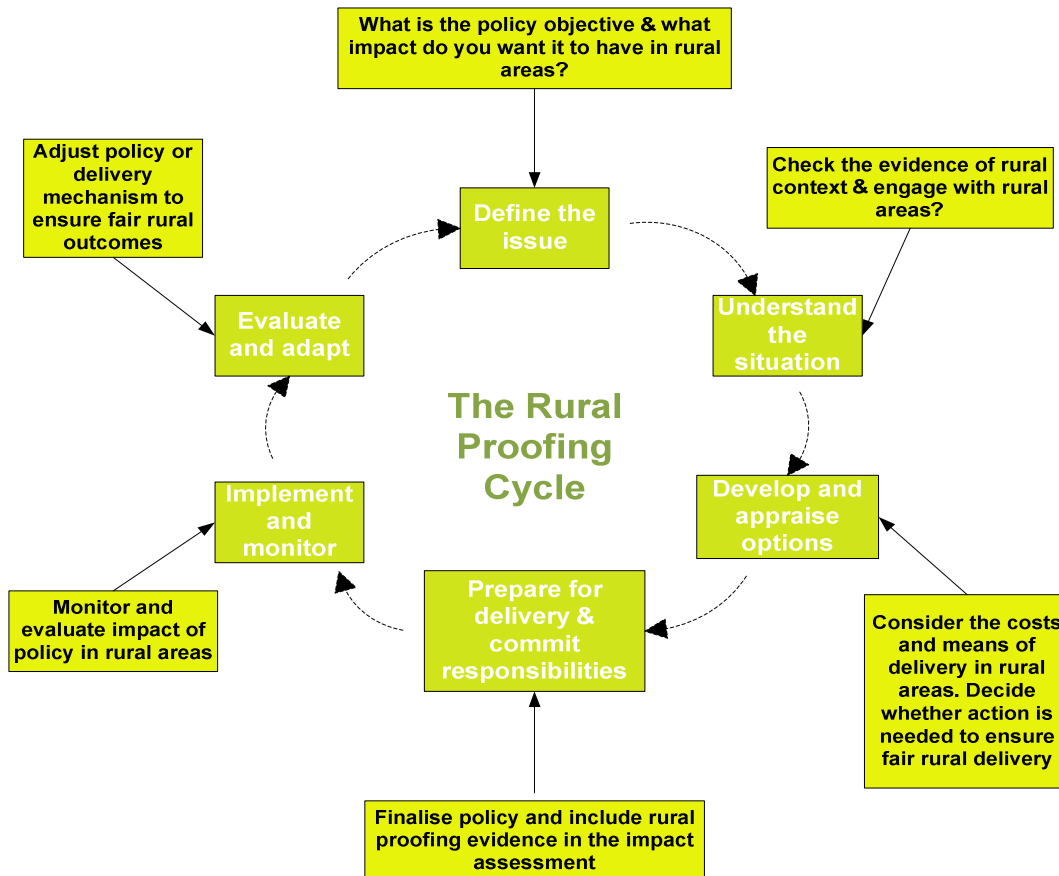 What is the policy objective & what
impact do you want it to have in rural
areas?
Adjust policy or
delivery
mechanism to
ensure fair rural
outcomes
Check the evidence of rural
context & engage with rural
areas?
Define the
issue
Understand
the
situation
Evaluate
and adapt
The Rural
Proofing
Cycle
Develop and
appraise
options
Implement
and
monitor
Prepare for
delivery &
commit
responsibilities
Monitor and
evaluate impact of
policy in rural areas
Consider the costs
and means of
delivery in rural
areas. Decide
whether action is
needed to ensure
fair rural delivery
Finalise policy and include rural
proofing evidence in the impact
assessment